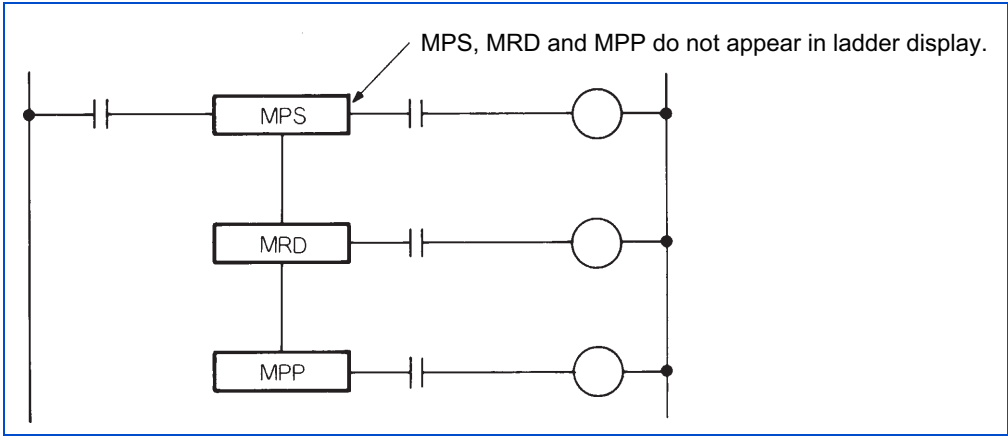 MPS, MRD and MPP do not appear in ladder display.
MPS
MRD
MPP